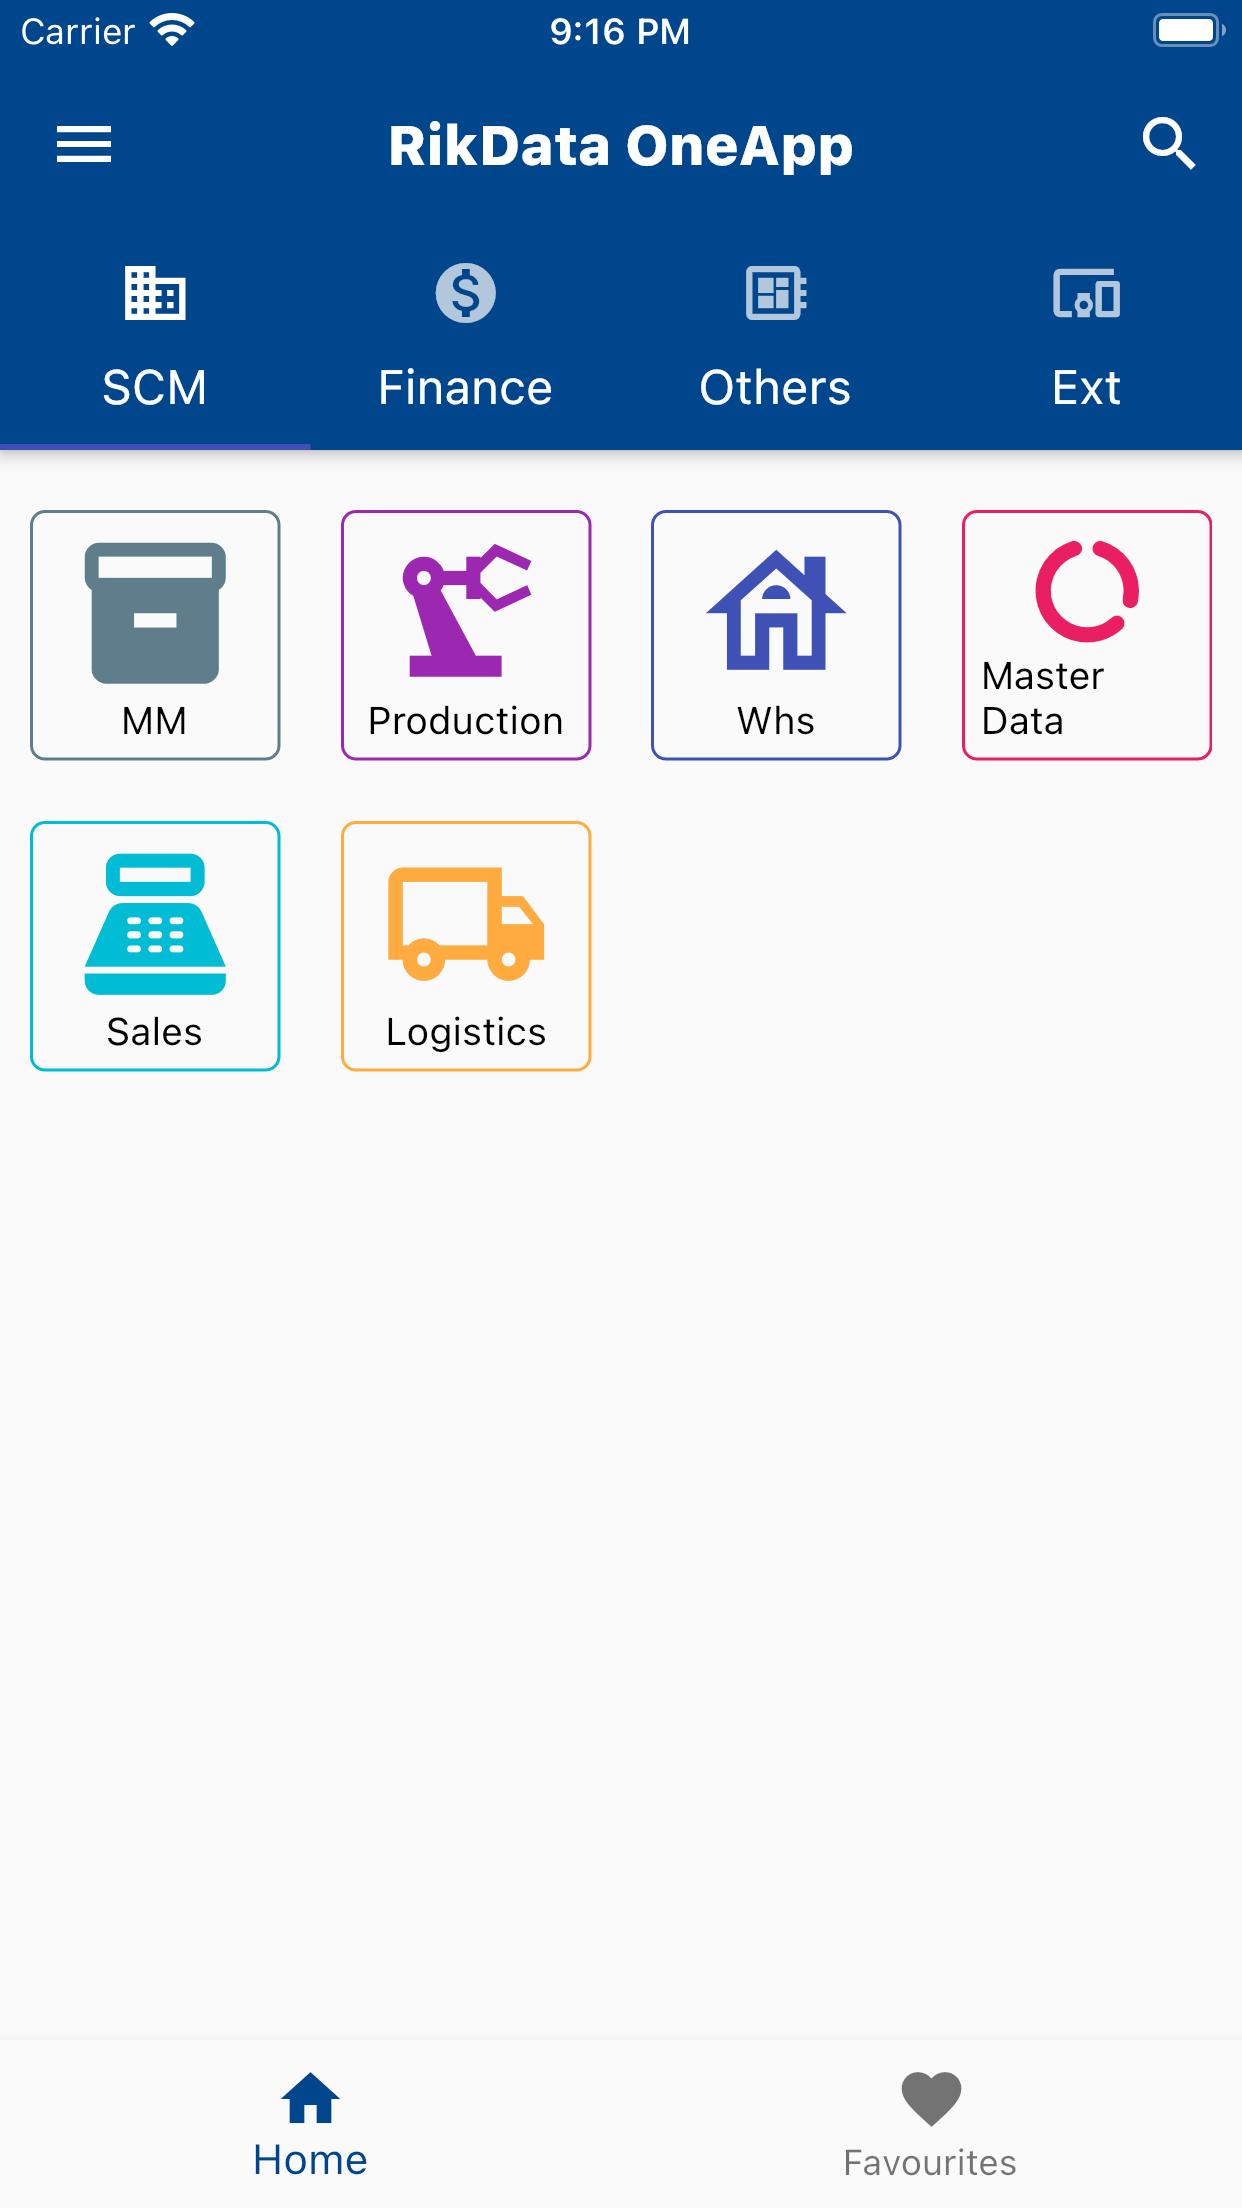 Carrier 9:16 PM
RikData OneApp
SCM Finance Others Ext
MM Production Whs Master Data
Sales Logistics
Home Favourites